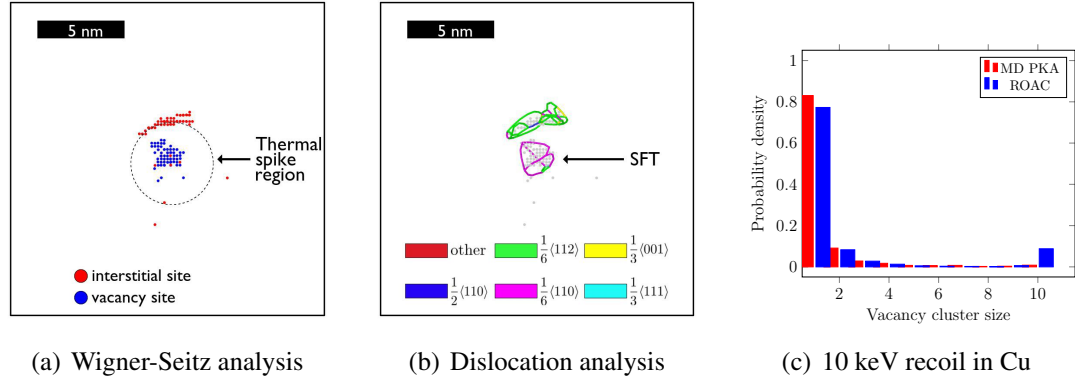 5 nm
Thermal
spike
region
interstitial site
vacancy site
(a) Wigner-Seitz analysis
5 nm
SFT
other 1/6⟨112⟩ 1/3⟨001⟩
1/2⟨110⟩ 1/6⟨110⟩ 1/3⟨111⟩
(b) Dislocation analysis
MD PKA
ROAC
1
0.8
0.6
0.4
0.2
0
Probability density
2 4 6 8 10
Vacancy cluster size
(c) 10 keV recoil in Cu